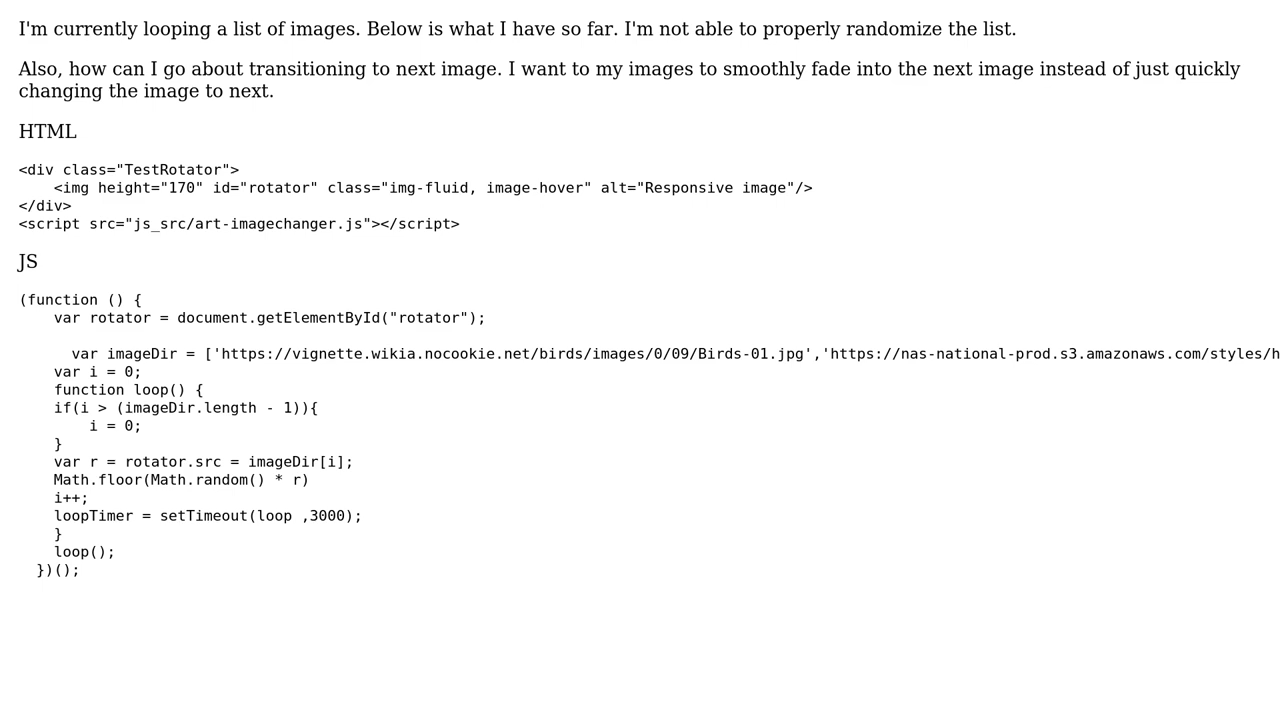 I'm currently looping a list of images. Below is what I have so far. I'm not able to properly randomize the list.
Also, how can I go about transitioning to next image. I want to my images to smoothly fade into the next image instead of just quickly
changing the image to next.
HTML
<div class="TestRotator">
    <img height="170" id="rotator" class="img-fluid, image-hover" alt="Responsive image"/>
</div>
<script src="js_src/art-imagechanger.js"></script>
JS
(function () {
    var rotator = document.getElementById("rotator");
      var imageDir = ['https://vignette.wikia.nocookie.net/birds/images/0/09/Birds-01.jpg','https://nas-national-prod.s3.amazonaws.com/styles/h
    var i = 0;
    function loop() {
    if(i > (imageDir.length - 1)){
        i = 0;
    }
    var r = rotator.src = imageDir[i];
    Math.floor(Math.random() * r)
    i++;
    loopTimer = setTimeout(loop ,3000);
    }
    loop();
  })();